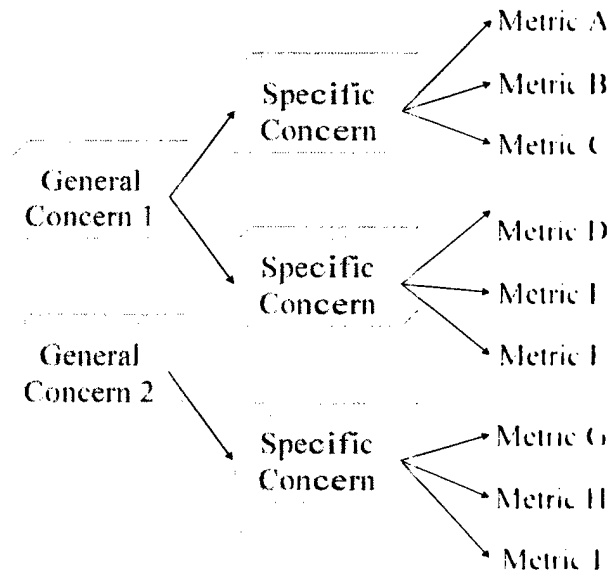 Metric A
Specific
Concern
Metric B
Metric C
General
Concern 1
Metric D
Specific
Concern
Metric
Metric
General
Concern 2
Metric G
Specific
Concern
Metric H
Metric I